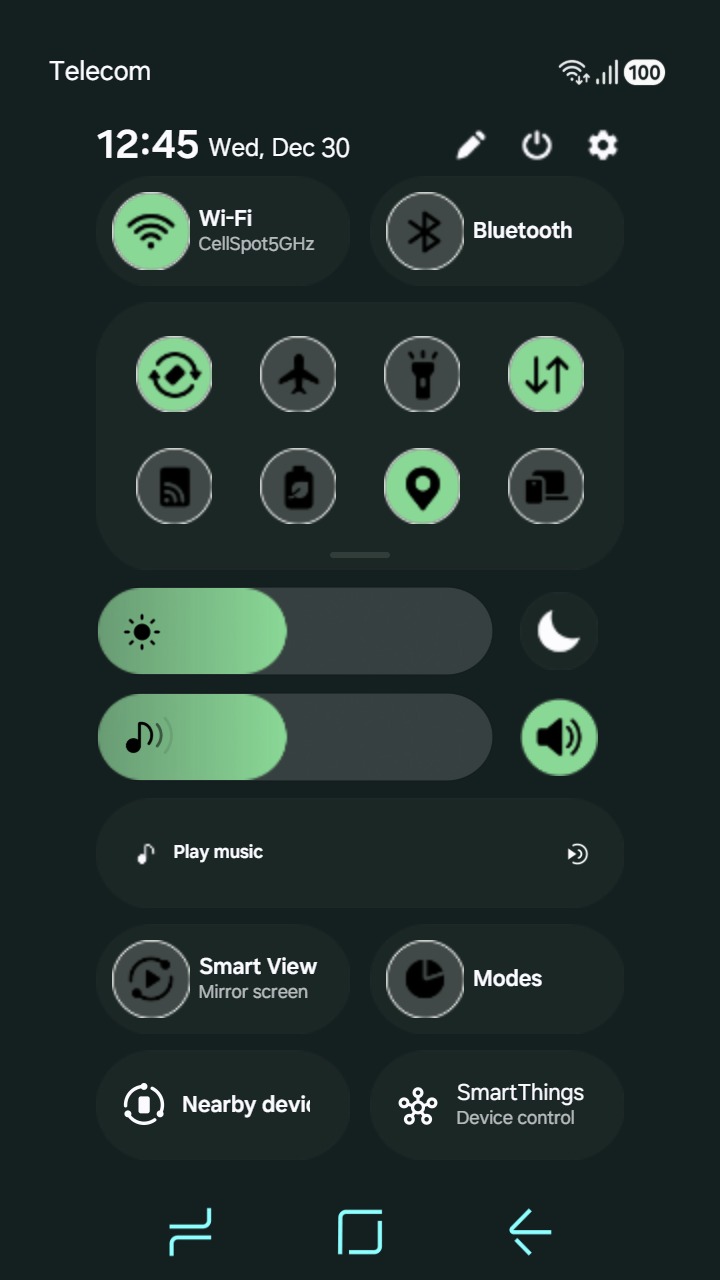 Telecom
100
12:45 Wed, Dec 30
Wi-Fi
CellSpot5GHz
Bluetooth
Play music
Smart View
Mirror screen
Modes
Nearby devi
SmartThings
Device control